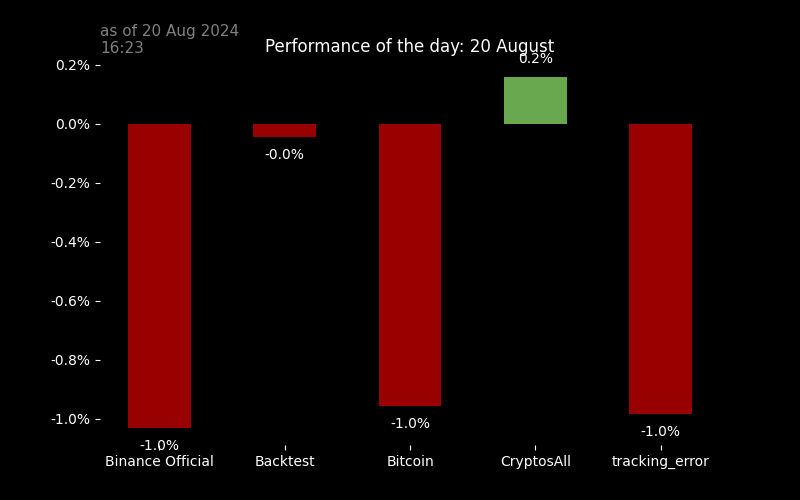 as of 20 Aug 2024
16:23
Performance of the day: 20 August
0.2%
0.2%
0.0%
-0.0%
-0.2%
-0.4%
-0.6%
-0.8%
-1.0%
-1.0%
-1.0%
-1.0%
Binance Official
Backtest
Bitcoin
CryptosAll
tracking_error